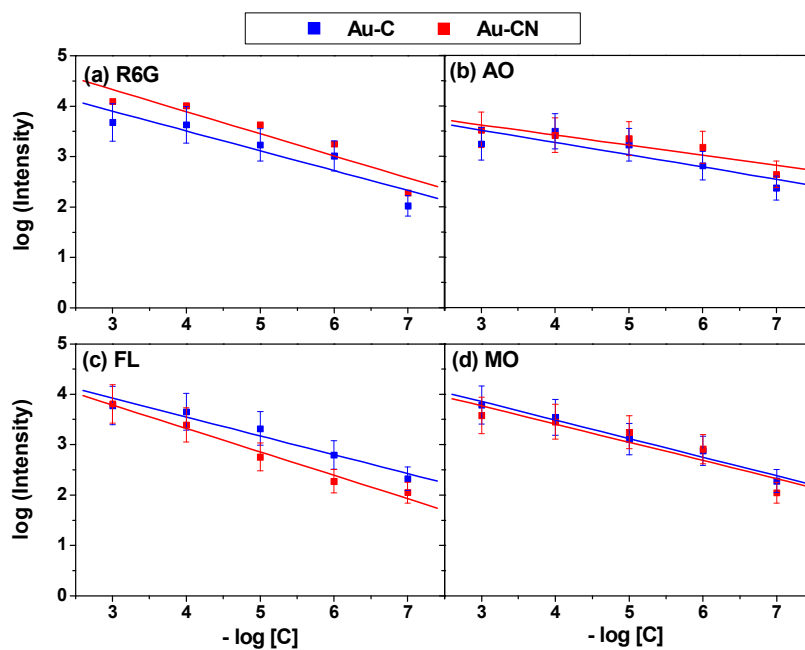 Au-C Au-CN
(a) R6G
(b) AO
log (Intensity)
5
4
3
2
1
0
3 4 5 6 7
3 4 5 6 7
(c) FL
(d) MO
log (Intensity)
5
4
3
2
1
0
3 4 5 6 7
3 4 5 6 7
- log [C]
- log [C]